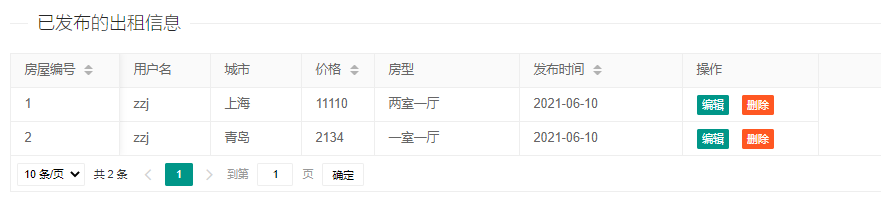 已发布的出租信息
房屋编号 用户名 城市 价格 房型 发布时间 操作
1 zzj 上海 11110 两室一厅 2021-06-10 编辑 删除
2 zzj 青岛 2134 一室一厅 2021-06-10 编辑 删除
10 条/页 共 2 条 1 到第 1 页 确定